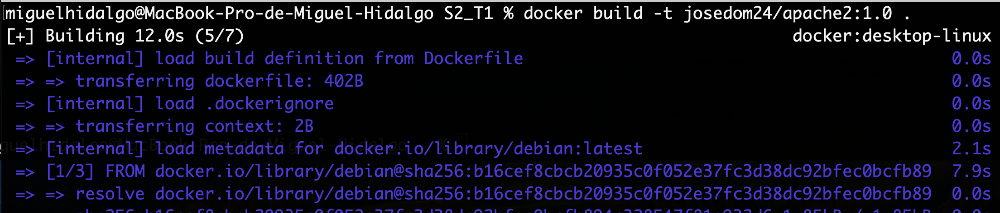 miguelhidalgo@MacBook-Pro-de-Miguel-Hidalgo S2_T1 % docker build -t josedom24/apache2:1.0 .
[+] Building 12.0s (5/7) docker:desktop-linux
=> [internal] load build definition from Dockerfile 0.0s
=> => transferring dockerfile: 402B 0.0s
=> [internal] load .dockerignore 0.0s
=> => transferring context: 2B 0.0s
=> [internal] load metadata for docker.io/library/debian:latest 2.1s
=> [1/3] FROM docker.io/library/debian@sha256:b16cef8cbcb20935c0f052e37fc3d38dc92bfec0bcfb89 7.9s
=> => resolve docker.io/library/debian@sha256:b16cef8cbcb20935c0f052e37fc3d38dc92bfec0bcfb89 0.0s